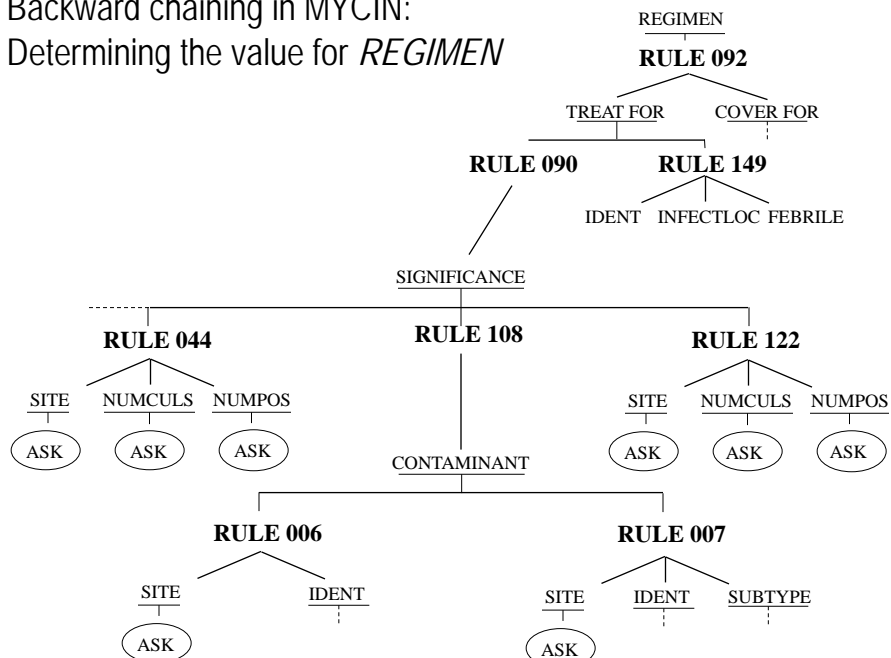 Backward chaining in MYCIN:
Determining the value for REGIMEN
REGIMEN
RULE 092
TREAT FOR COVER FOR
RULE 090 RULE 149
IDENT INFECTLOC FEBRILE
SIGNIFICANCE
RULE 044 RULE 108 RULE 122
SITE NUMCULS NUMPOS SITE NUMCULS NUMPOS
ASK ASK ASK ASK ASK ASK
CONTAMINANT
RULE 006 RULE 007
SITE IDENT SITE IDENT SUBTYPE
ASK ASK